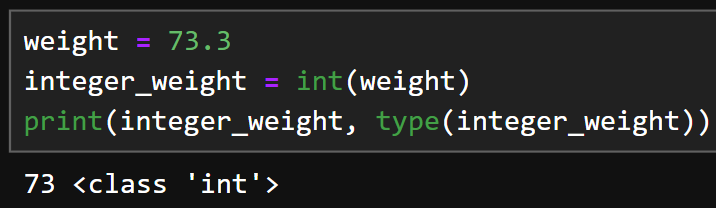 weight = 73.3
integer_weight = int(weight)
print(integer_weight, type(integer_weight))
73 <class 'int'>